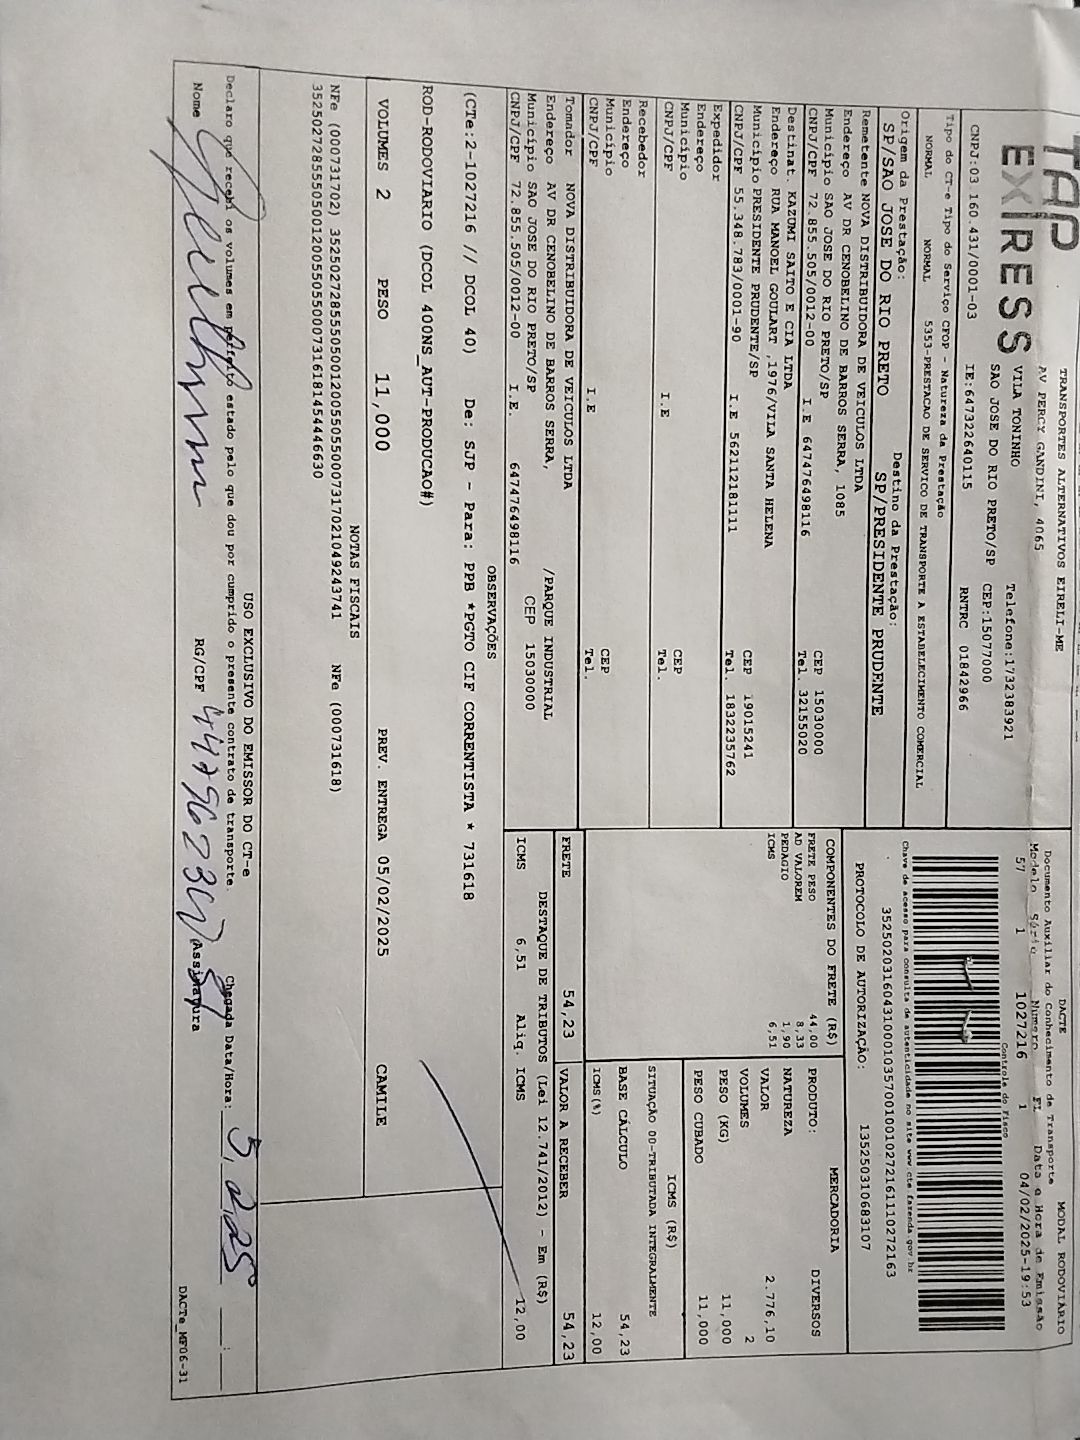 TAP
EXPRESS
TRANSPORTES ALTERNATIVOS EIRELI-ME
AV PERCY GANDINI, 4065
VILA TONINHO
Telefone:1732383921
SAO JOSE DO RIO PRETO/SP
CEP:15077000
CNPJ:03 160.431/0001-03
IE:647322640115
RNTRC 01842966
DACTE
MODAL RODOVIÁRIO
Documento Auxiliar do Conhecimento de Transporte
Modelo Série Número Fl Data e Hora de Emissão
57 1 1027216 1 04/02/2025-19:53
Controle do Fisco
Chave de acesso para consulta de autenticidade no site www cte fazenda gov.br
PROTOCOLO DE AUTORIZAÇÃO: 135250310683107
Tipo do CT-e Tipo do Serviço CFOP - Natureza da Prestação
NORMAL NORMAL 5353-PRESTACAO DE SERVICO DE TRANSPORTE A ESTABELECIMENTO COMERCIAL
Origem da Prestação:
SP/SAO JOSE DO RIO PRETO
Destino da Prestação:
SP/PRESIDENTE PRUDENTE
Remetente NOVA DISTRIBUIDORA DE VEICULOS LTDA
Endereço AV DR CENOBELINO DE BARROS SERRA, 1085
Município SAO JOSE DO RIO PRETO/SP CEP 15030000
CNPJ/CPF 72.855.505/0012-00 I.E 647476498116 Tel. 32155020
Destinat. KAZUMI SAITO E CIA LTDA
Endereço RUA MANOEL GOULART ,1976/VILA SANTA HELENA
Município PRESIDENTE PRUDENTE/SP CEP 19015241
CNPJ/CPF 55.348.783/0001-90 I.E 562112181111 Tel. 1832235762
Expedidor
Endereço
Município CEP
CNPJ/CPF I.E Tel.
Recebedor
Endereço
Município CEP
CNPJ/CPF I.E Tel.
Tomador NOVA DISTRIBUIDORA DE VEICULOS LTDA
Endereço AV DR CENOBELINO DE BARROS SERRA, /PARQUE INDUSTRIAL
Município SAO JOSE DO RIO PRETO/SP CEP 15030000
CNPJ/CPF 72.855.505/0012-00 I.E. 647476498116
COMPONENTES DO FRETE (R$)
FRETE PESO 44,00
AD VALOREM 8,33
PEDAGIO 1,90
ICMS 6,51
MERCADORIA
PRODUTO: DIVERSOS
NATUREZA
VALOR 2.776,10
VOLUMES 2
PESO (KG) 11,000
PESO CUBADO 11,000
ICMS (R$)
SITUAÇÃO 00-TRIBUTADA INTEGRALMENTE
BASE CÁLCULO 54,23
ICMS(%) 12,00
FRETE 54,23 VALOR A RECEBER 54,23
DESTAQUE DE TRIBUTOS (Lei 12.741/2012) - Em (R$)
ICMS 6,51 Aliq. ICMS 12,00
OBSERVAÇÕES
(CTe:2-1027216 // DCOL 40) De: SJP - Para: PPB *PGTO CIF CORRENTISTA * 731618
ROD-RODOVIARIO (DCOL 400NS_AUT-PRODUCAO#)
VOLUMES 2 PESO 11,000 PREV. ENTREGA 05/02/2025 CAMILE
NOTAS FISCAIS
NFe (000731702) NFe (000731618)
USO EXCLUSIVO DO EMISSOR DO CT-e
Declaro que recebi os volumes em perfeito estado pelo que dou por cumprido o presente contrato de transporte.
Chegada Data/Hora: 5,2,25 :
Nome RG/CPF Assinatura
DACTe_MP06-31